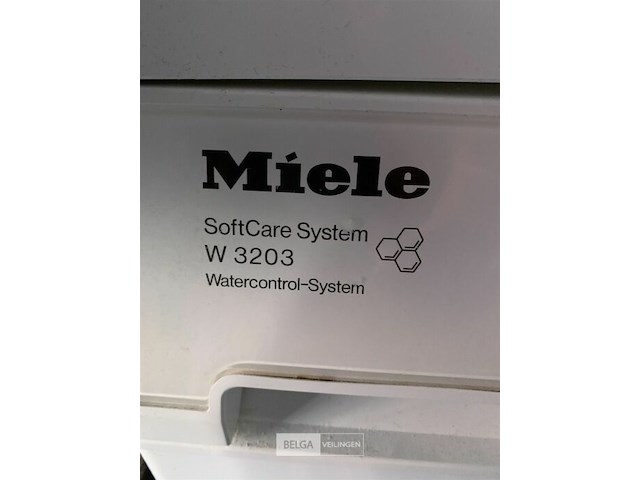 Miele
SoftCare System
W 3203
Watercontrol-System
BELGA VEILINGEN